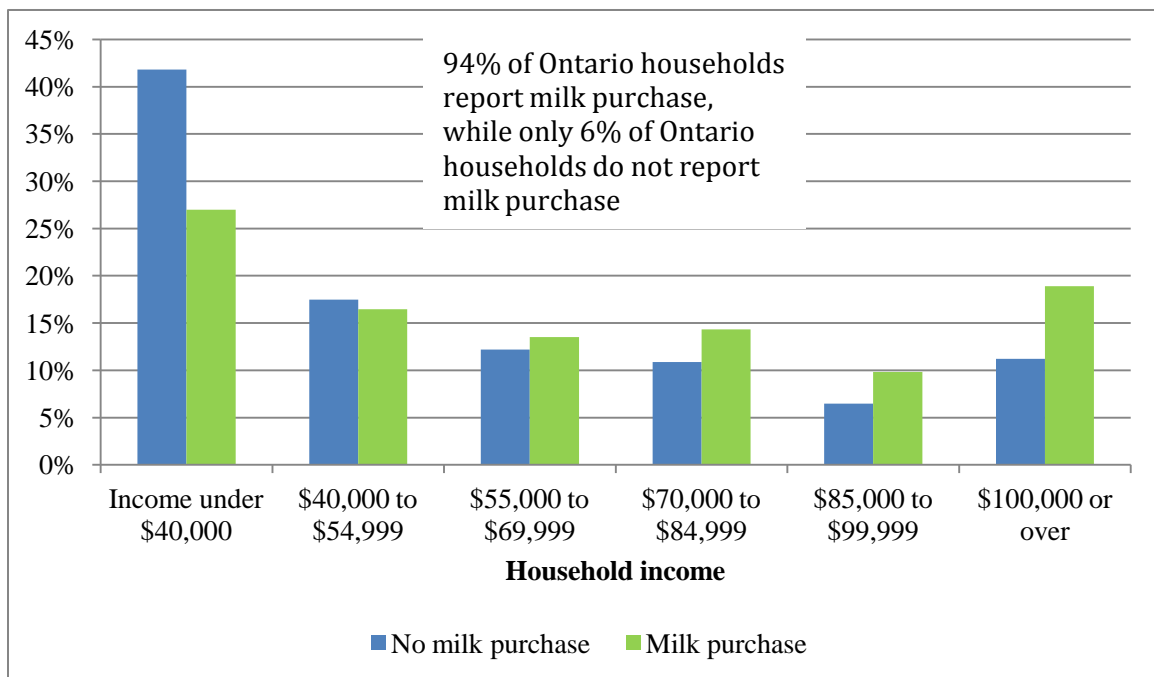 45%
40%
35%
30%
25%
20%
15%
10%
5%
0%
94% of Ontario households
report milk purchase,
while only 6% of Ontario
households do not report
milk purchase
Income under
$40,000
$40,000 to
$54,999
$55,000 to
$69,999
$70,000 to
$84,999
$85,000 to
$99,999
$100,000 or
over
Household income
No milk purchase
Milk purchase